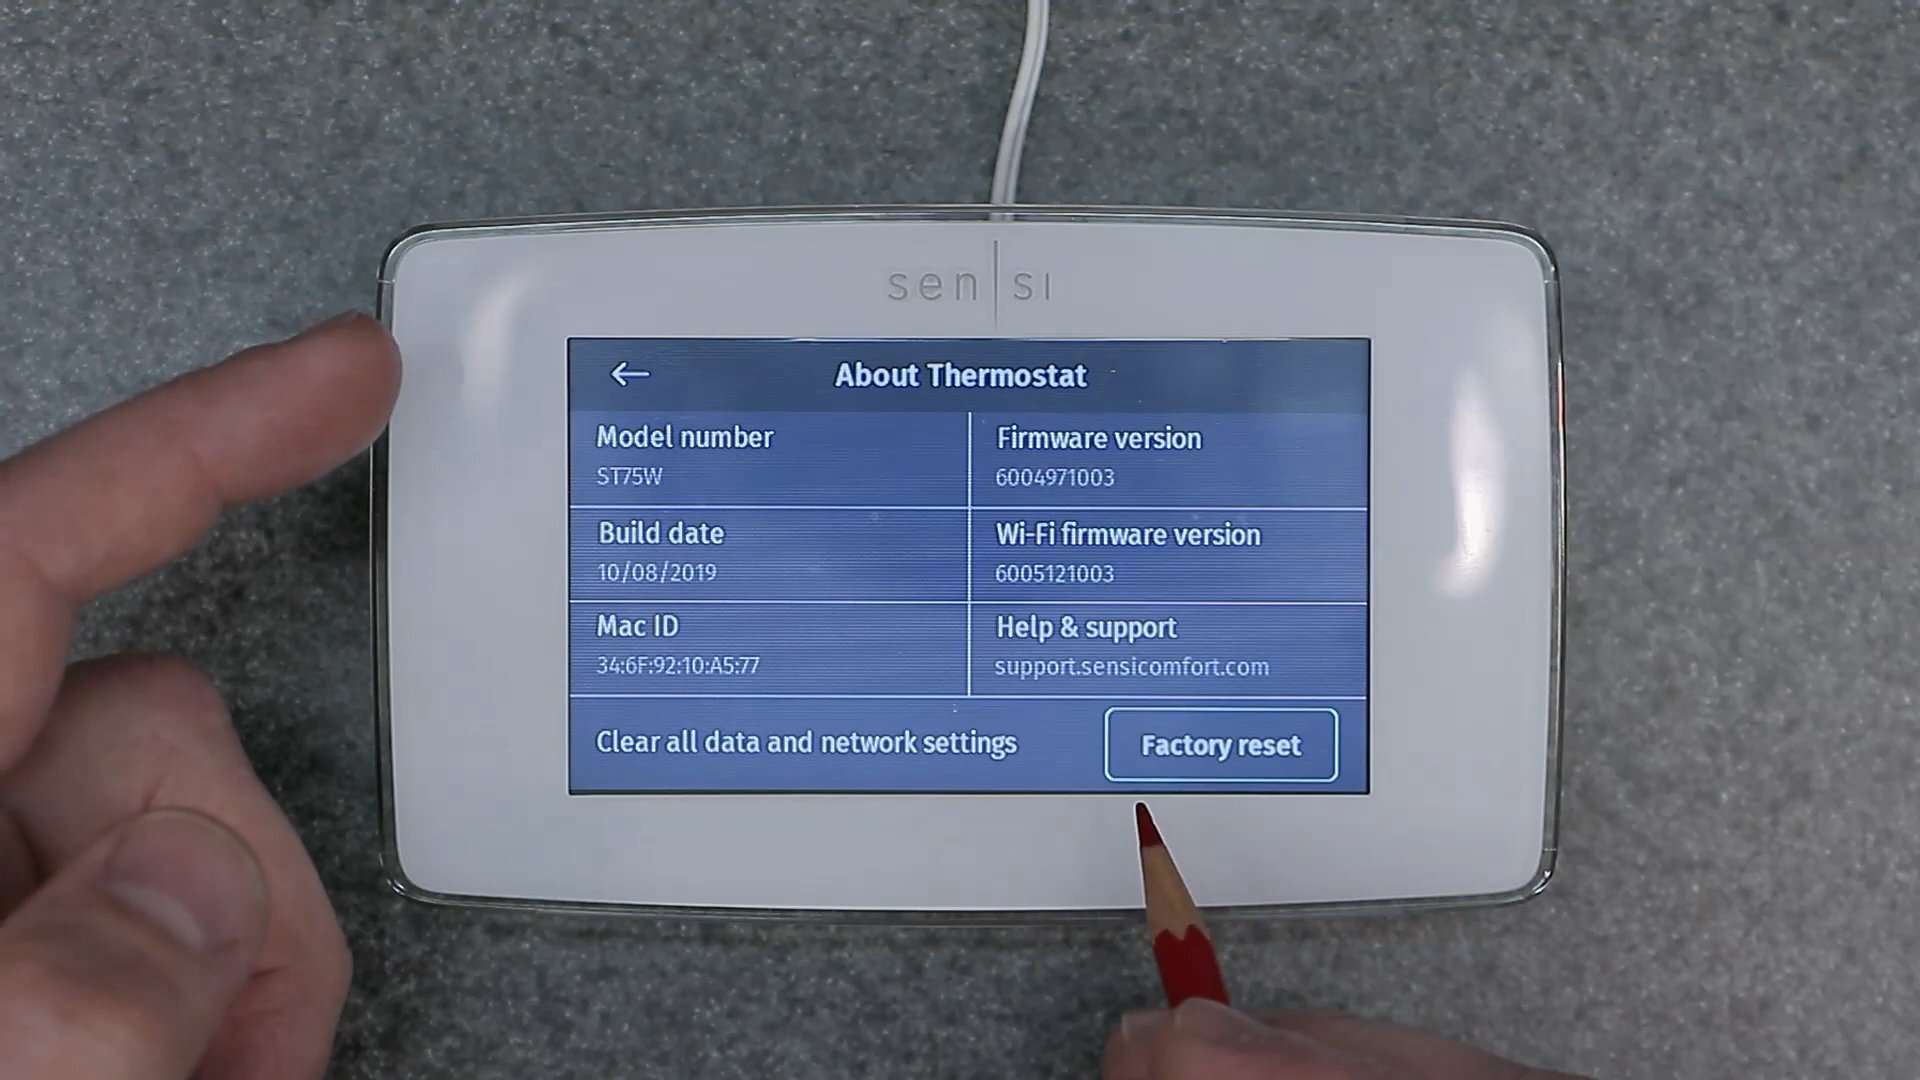 sensi
About Thermostat
Model number
ST75W
Firmware version
6004971003
Build date
10/08/2019
Wi-Fi firmware version
6005121003
Mac ID
34:6F:92:10:A5:77
Help & support
support.sensicomfort.com
Clear all data and network settings
Factory reset